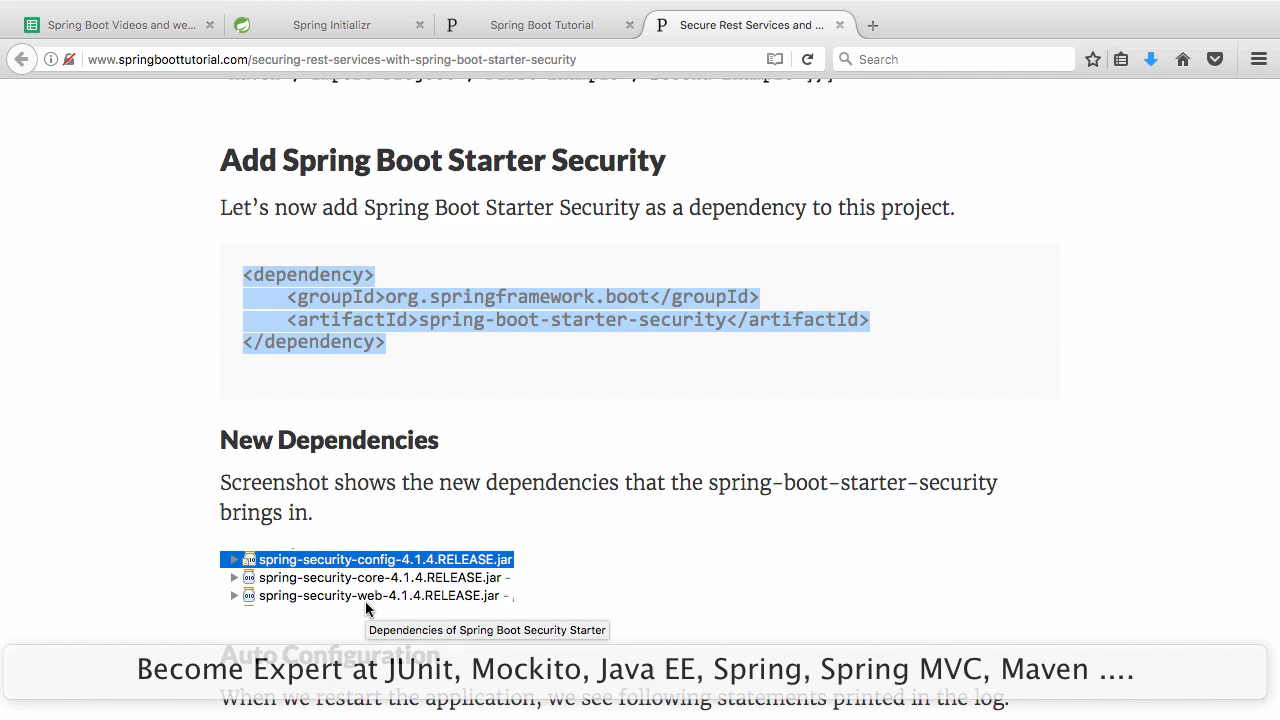 Spring Boot Videos and we...
Spring Initializr
Spring Boot Tutorial
Secure Rest Services and ...
www.springboottutorial.com/securing-rest-services-with-spring-boot-starter-security
Search
Add Spring Boot Starter Security
Let's now add Spring Boot Starter Security as a dependency to this project.
<dependency>
<groupId>org.springframework.boot</groupId>
<artifactId>spring-boot-starter-security</artifactId>
</dependency>
New Dependencies
Screenshot shows the new dependencies that the spring-boot-starter-security
brings in.
spring-security-config-4.1.4.RELEASE.jar
spring-security-core-4.1.4.RELEASE.jar -
spring-security-web-4.1.4.RELEASE.jar -
Dependencies of Spring Boot Security Starter
Auto Configuration
Become Expert at JUnit, Mockito, Java EE, Spring, Spring MVC, Maven ....
When we restart the application, we see following statements printed in the log.